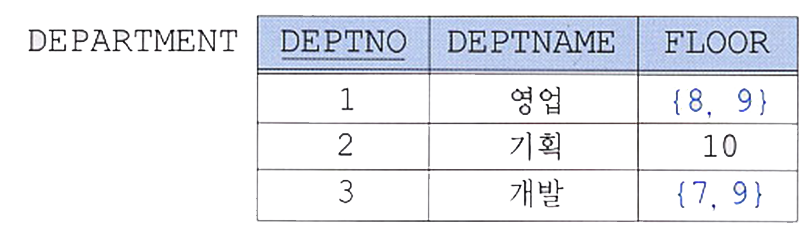 DEPARTMENT DEPTNO DEPTNAME FLOOR
1 영업 {8, 9}
2 기획 10
3 개발 {7, 9}